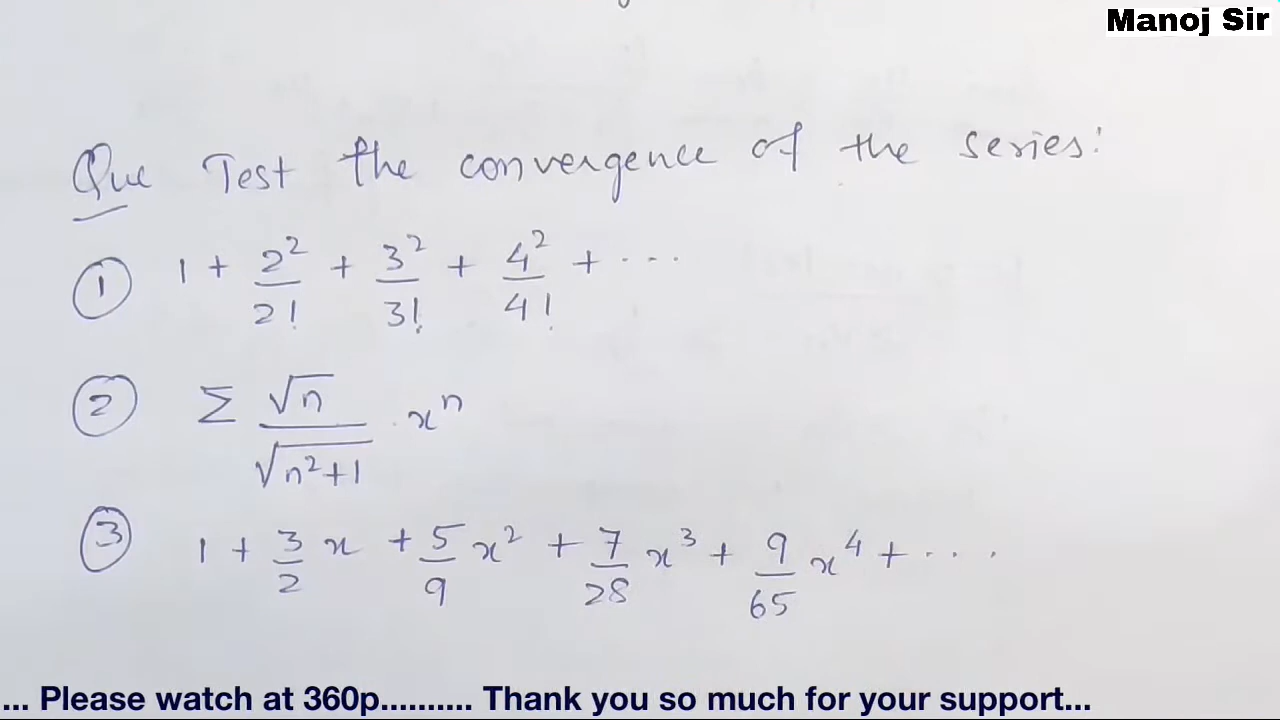 Manoj Sir
Que Test the convergence of the series:
① 1 + 2²/2! + 3²/3! + 4²/4! + ...
② Σ √n/√(n²+1) . xⁿ
③ 1 + 3/2 x + 5/9 x² + 7/28 x³ + 9/65 x⁴ + ....
... Please watch at 360p.......... Thank you so much for your support...